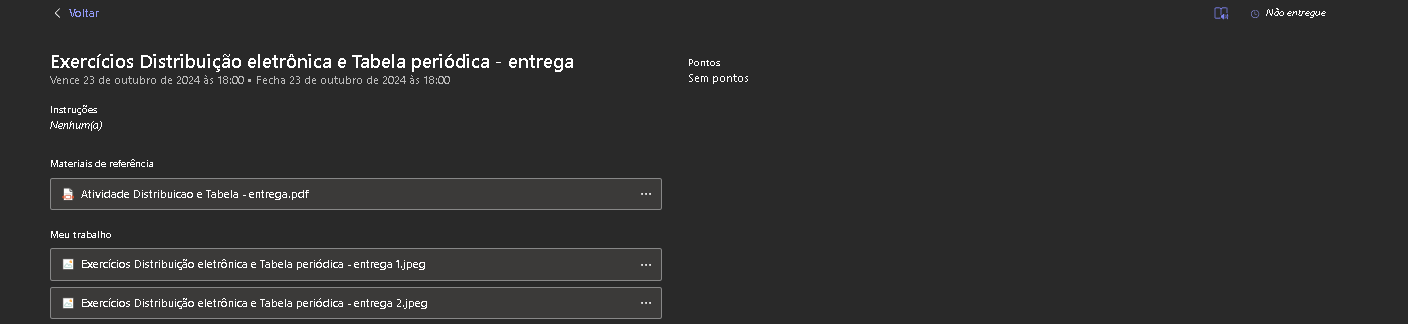 Voltar
Não entregue
Exercícios Distribuição eletrônica e Tabela periódica - entrega
Vence 23 de outubro de 2024 às 18:00 • Fecha 23 de outubro de 2024 às 18:00
Pontos
Sem pontos
Instruções
Nenhum(a)
Materiais de referência
Atividade Distribuicao e Tabela - entrega.pdf
Meu trabalho
Exercícios Distribuição eletrônica e Tabela periódica - entrega 1.jpeg
Exercícios Distribuição eletrônica e Tabela periódica - entrega 2.jpeg